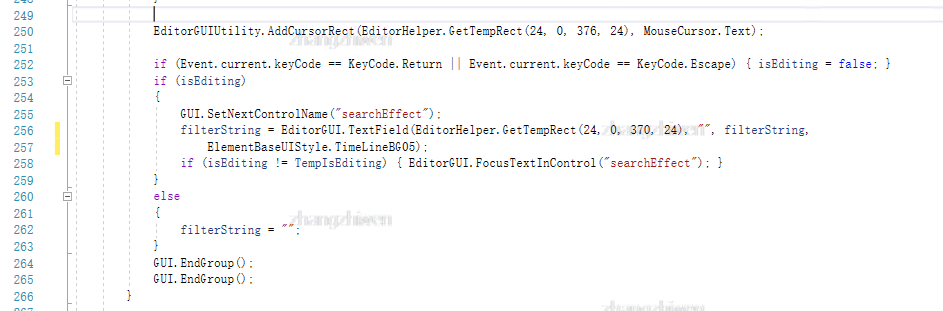 249
250 EditorGUIUtility.AddCursorRect(EditorHelper.GetTempRect(24, 0, 376, 24), MouseCursor.Text);
251
252 if (Event.current.keyCode == KeyCode.Return || Event.current.keyCode == KeyCode.Escape) { isEditing = false; }
253 if (isEditing)
254 {
255 GUI.SetNextControlName("searchEffect");
256 filterString = EditorGUI.TextField(EditorHelper.GetTempRect(24, 0, 370, 24), "", filterString,
257 ElementBaseUIStyle.TimeLineBG05);
258 if (isEditing != TempIsEditing) { EditorGUI.FocusTextInControl("searchEffect"); }
259 }
260 else
261 {
262 filterString = "";
263 }
264 GUI.EndGroup();
265 GUI.EndGroup();
266 }
zhangzhiwen
zhangzhiwen
zhangzhiwen